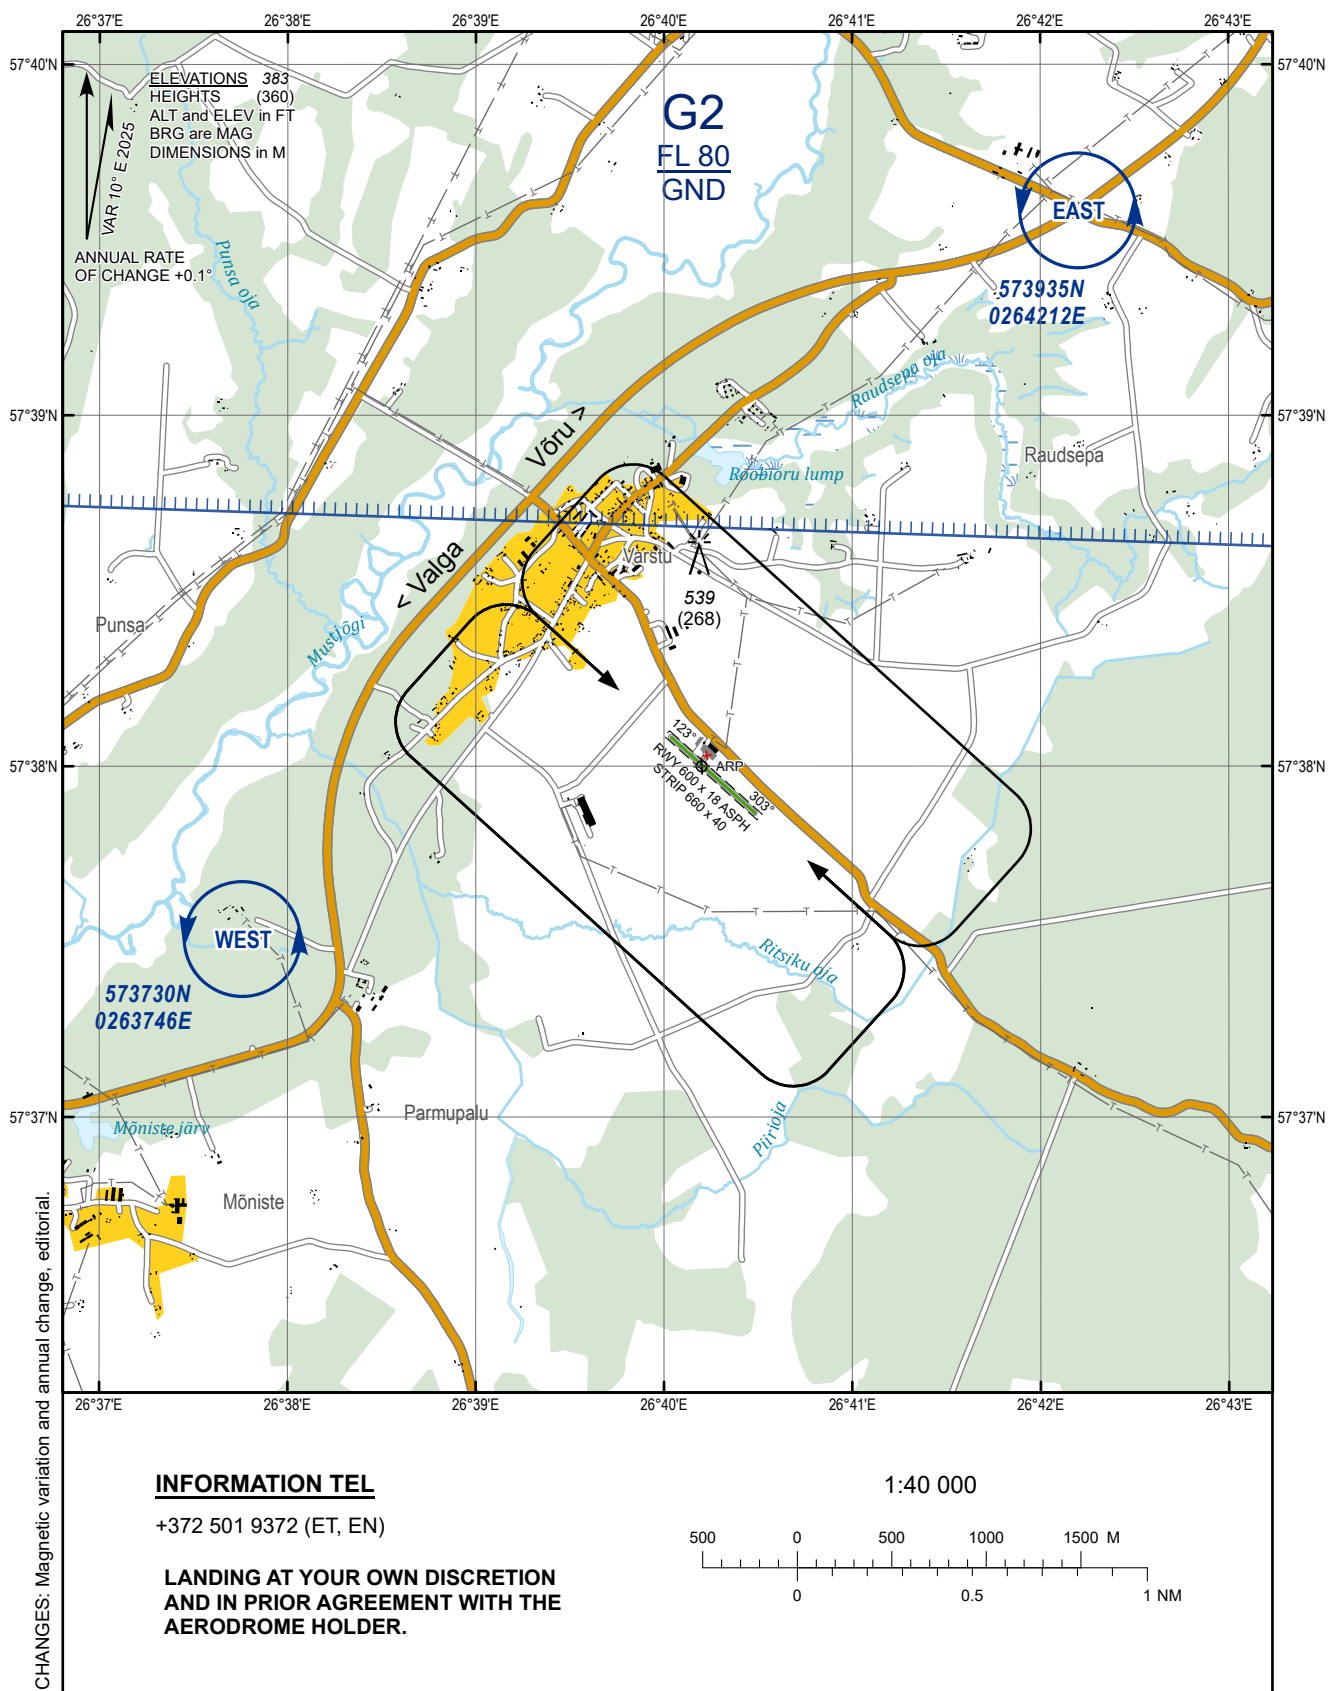 26°37'E 26°38'E 26°39'E 26°40'E 26°41'E 26°42'E 26°43'E
57°40'N 57°40'N
ELEVATIONS 383
HEIGHTS (360)
ALT and ELEV in FT
BRG are MAG
DIMENSIONS in M
VAR 10° E 2025
ANNUAL RATE
OF CHANGE +0.1°
G2
FL 80
GND
EAST
573935N
0264212E
Punsa oja
Raudsepa oja
57°39'N 57°39'N
Võru >
Raudsepa
Rööbioru lump
Varstu
< Valga
539
(268)
Punsa
Mustjõgi
123°
ARP
RWY 600 x 18 ASPH
STRIP 660 x 40
303°
57°38'N 57°38'N
WEST
573730N
0263746E
Ritsiku oja
Parmupalu
57°37'N 57°37'N
Mõniste järv
Piirioja
Mõniste
26°37'E 26°38'E 26°39'E 26°40'E 26°41'E 26°42'E 26°43'E
CHANGES: Magnetic variation and annual change, editorial.
INFORMATION TEL
+372 501 9372 (ET, EN)
LANDING AT YOUR OWN DISCRETION
AND IN PRIOR AGREEMENT WITH THE
AERODROME HOLDER.
1:40 000
500 0 500 1000 1500 M
0 0.5 1 NM